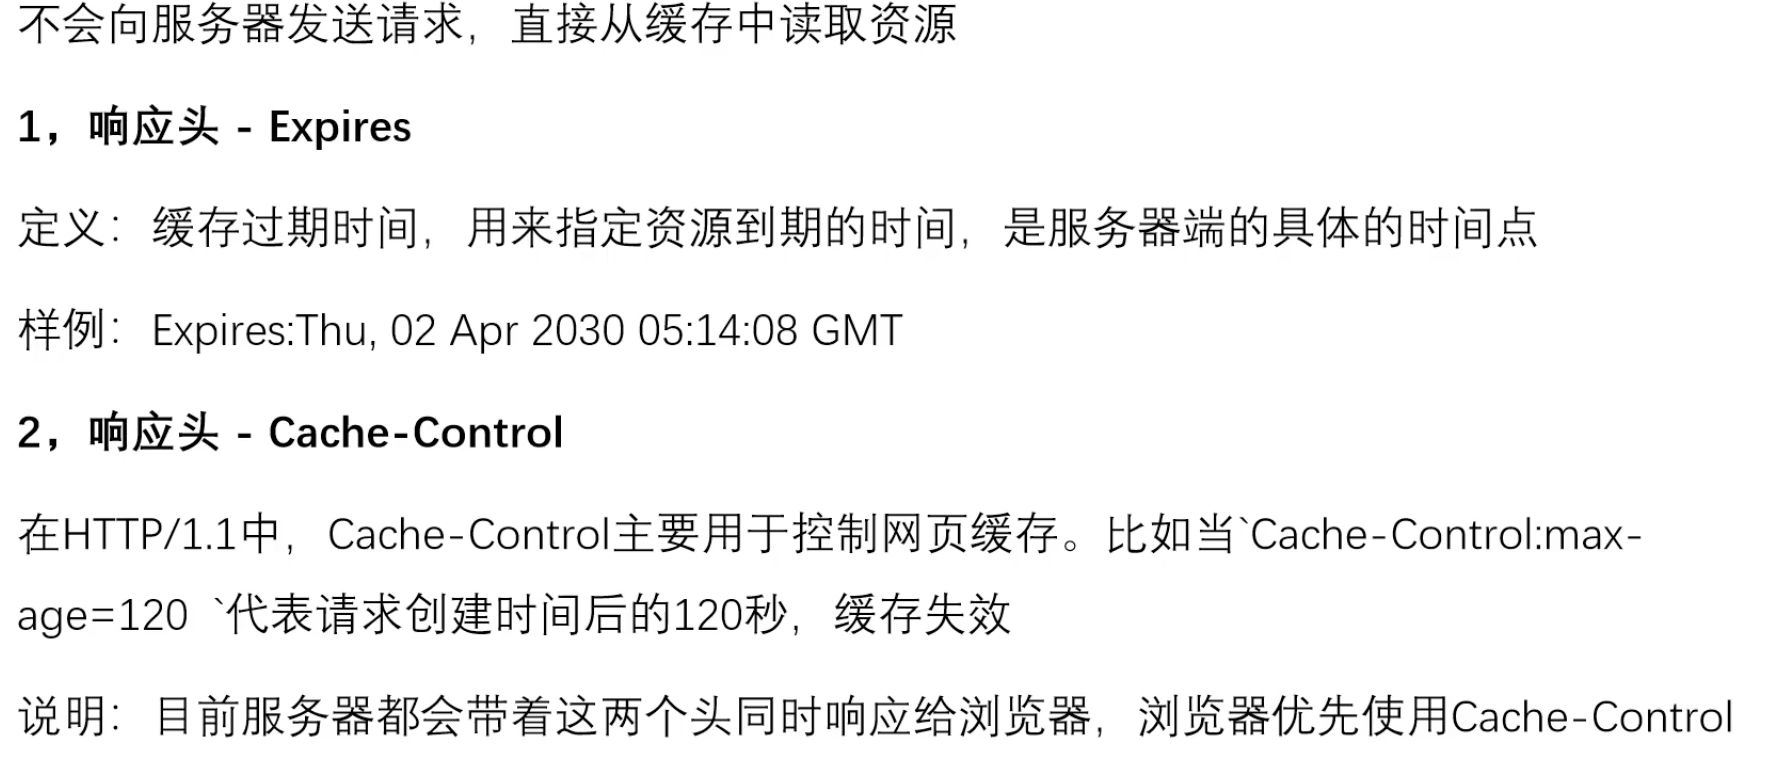 不会向服务器发送请求，直接从缓存中读取资源
1，响应头 - Expires
定义：缓存过期时间，用来指定资源到期的时间，是服务器端的具体的时间点
样例：Expires:Thu, 02 Apr 2030 05:14:08 GMT
2，响应头 - Cache-Control
在HTTP/1.1中，Cache-Control主要用于控制网页缓存。比如当`Cache-Control:max-
age=120 `代表请求创建时间后的120秒，缓存失效
说明：目前服务器都会带着这两个头同时响应给浏览器，浏览器优先使用Cache-Control